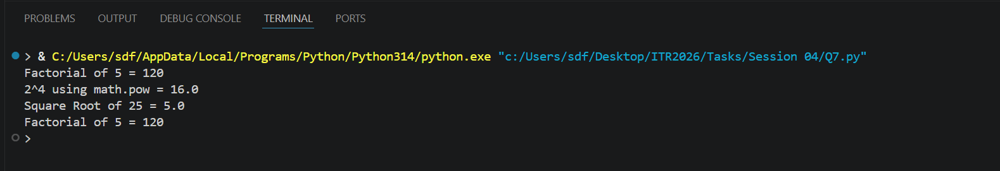 PROBLEMS OUTPUT DEBUG CONSOLE TERMINAL PORTS
> & C:/Users/sdf/AppData/Local/Programs/Python/Python314/python.exe "c:/Users/sdf/Desktop/ITR2026/Tasks/Session 04/Q7.py"
Factorial of 5 = 120
2^4 using math.pow = 16.0
Square Root of 25 = 5.0
Factorial of 5 = 120
>